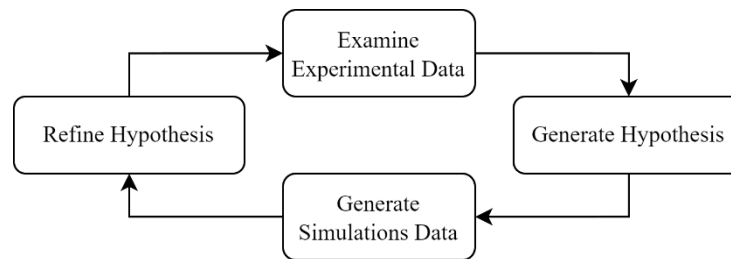 Examine
Experimental Data
Refine Hypothesis
Generate Hypothesis
Generate
Simulations Data